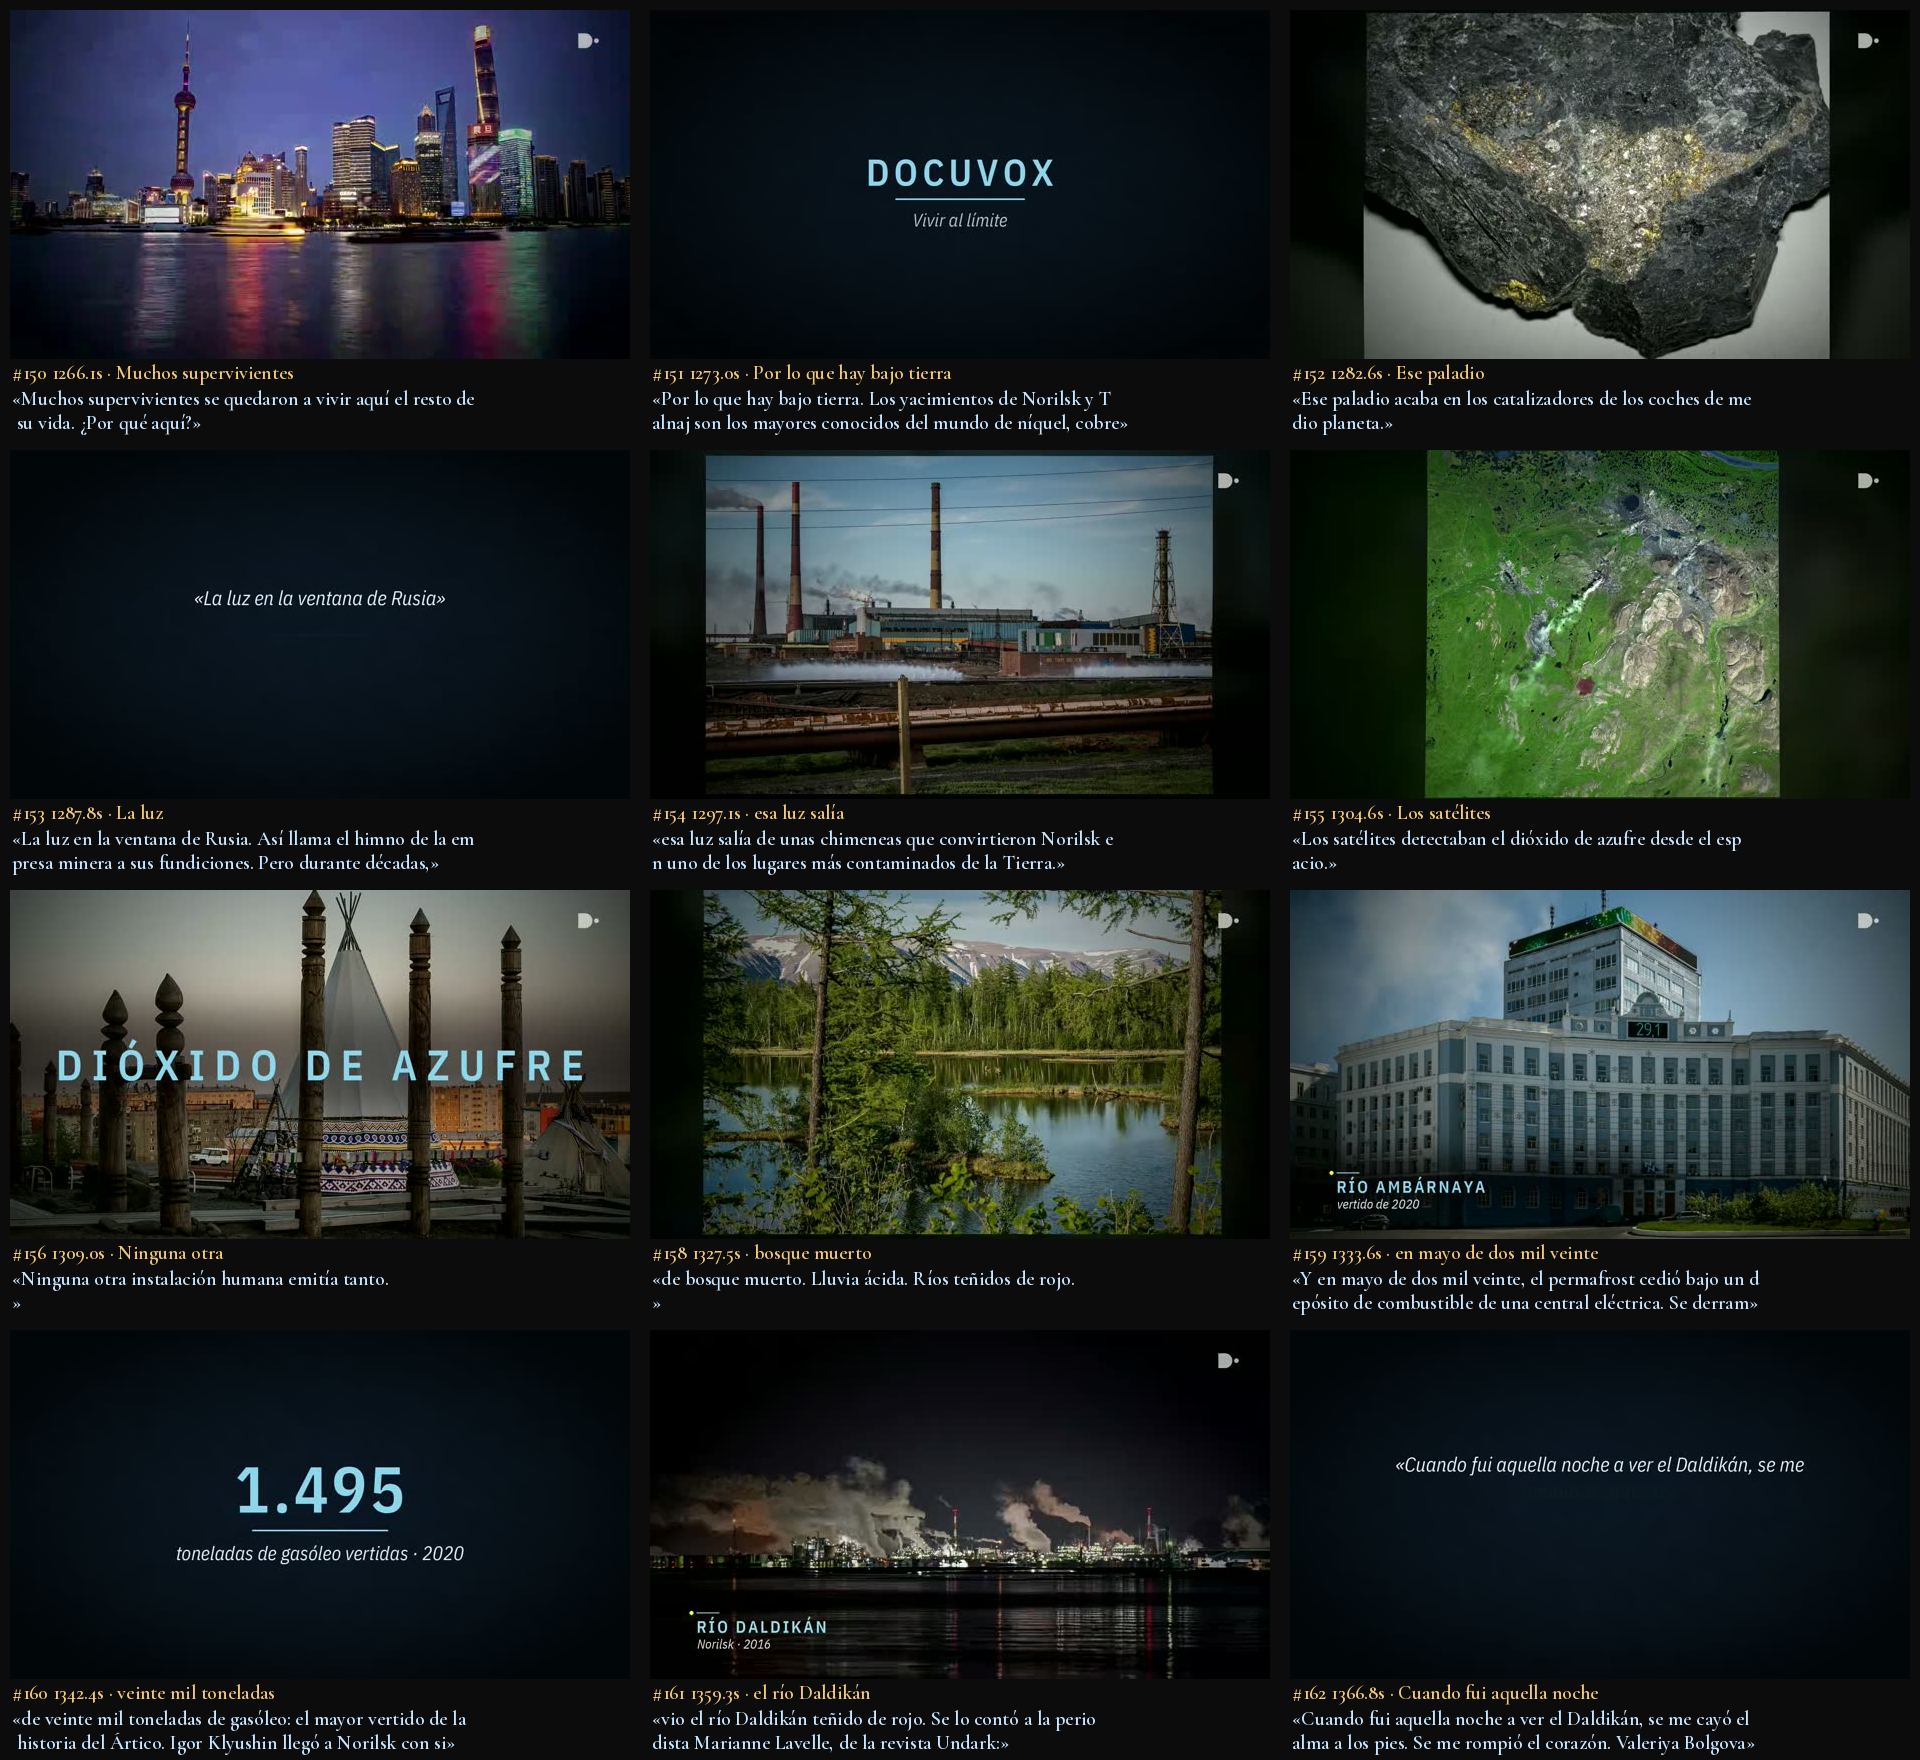 震旦
#150 1266.1s · Muchos supervivientes
«Muchos supervivientes se quedaron a vivir aquí el resto de
su vida. ¿Por qué aquí?»
DOCUVOX
Vivir al límite
#151 1273.0s · Por lo que hay bajo tierra
«Por lo que hay bajo tierra. Los yacimientos de Norilsk y T
alnaj son los mayores conocidos del mundo de níquel, cobre»
#152 1282.6s · Ese paladio
«Ese paladio acaba en los catalizadores de los coches de me
dio planeta.»
«La luz en la ventana de Rusia»
#153 1287.8s · La luz
«La luz en la ventana de Rusia. Así llama el himno de la em
presa minera a sus fundiciones. Pero durante décadas,»
#154 1297.1s · esa luz salía
«esa luz salía de unas chimeneas que convirtieron Norilsk e
n uno de los lugares más contaminados de la Tierra.»
#155 1304.6s · Los satélites
«Los satélites detectaban el dióxido de azufre desde el esp
acio.»
DIÓXIDO DE AZUFRE
#156 1309.0s · Ninguna otra
«Ninguna otra instalación humana emitía tanto.
»
#158 1327.5s · bosque muerto
«de bosque muerto. Lluvia ácida. Ríos teñidos de rojo.
»
29,1
RÍO AMBÁRNAYA
vertido de 2020
#159 1333.6s · en mayo de dos mil veinte
«Y en mayo de dos mil veinte, el permafrost cedió bajo un d
epósito de combustible de una central eléctrica. Se derram»
1.495
toneladas de gasóleo vertidas · 2020
#160 1342.4s · veinte mil toneladas
«de veinte mil toneladas de gasóleo: el mayor vertido de la
historia del Ártico. Igor Klyushin llegó a Norilsk con si»
RÍO DALDIKÁN
Norilsk · 2016
#161 1359.3s · el río Daldikán
«vio el río Daldikán teñido de rojo. Se lo contó a la perio
dista Marianne Lavelle, de la revista Undark:»
«Cuando fui aquella noche a ver el Daldikán, se me
#162 1366.8s · Cuando fui aquella noche
«Cuando fui aquella noche a ver el Daldikán, se me cayó el
alma a los pies. Se me rompió el corazón. Valeriya Bolgova»